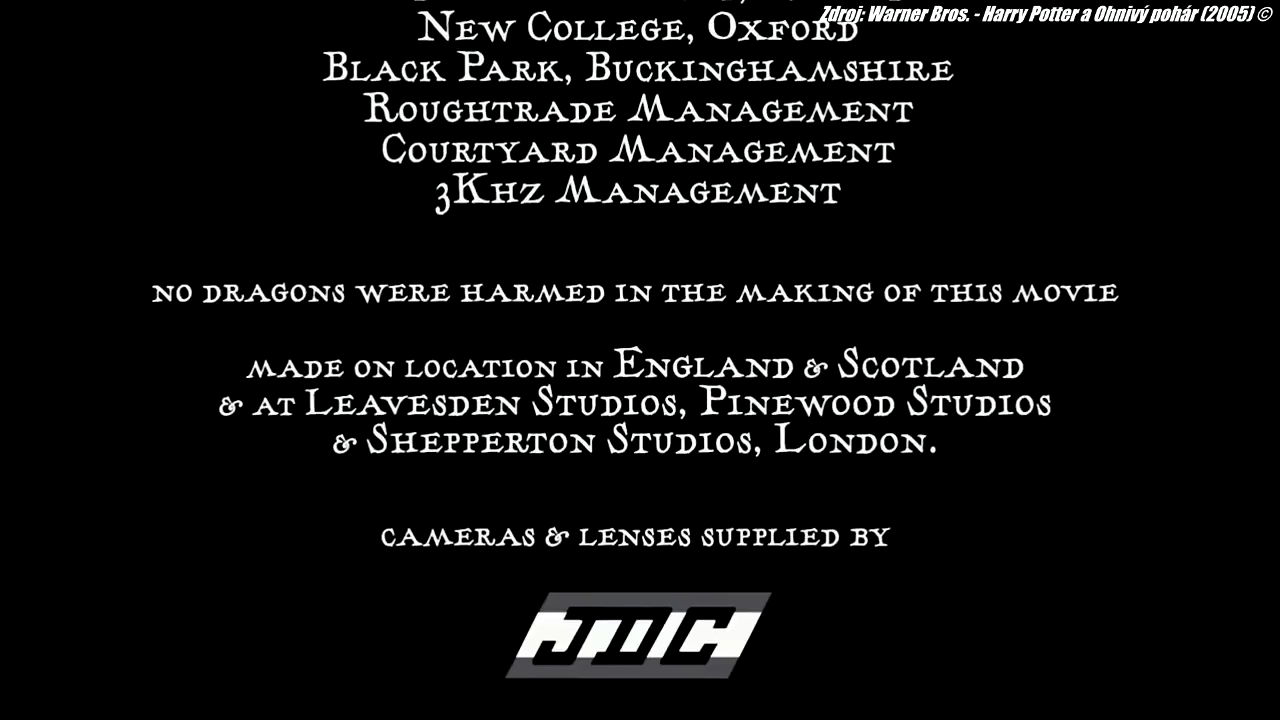 Zdroj: Warner Bros. - Harry Potter a Ohnivý pohár (2005) ©
New College, Oxford
Black Park, Buckinghamshire
Roughtrade Management
Courtyard Management
3Khz Management
no dragons were harmed in the making of this movie
made on location in England & Scotland
& at Leavesden Studios, Pinewood Studios
& Shepperton Studios, London.
cameras & lenses supplied by
JDC